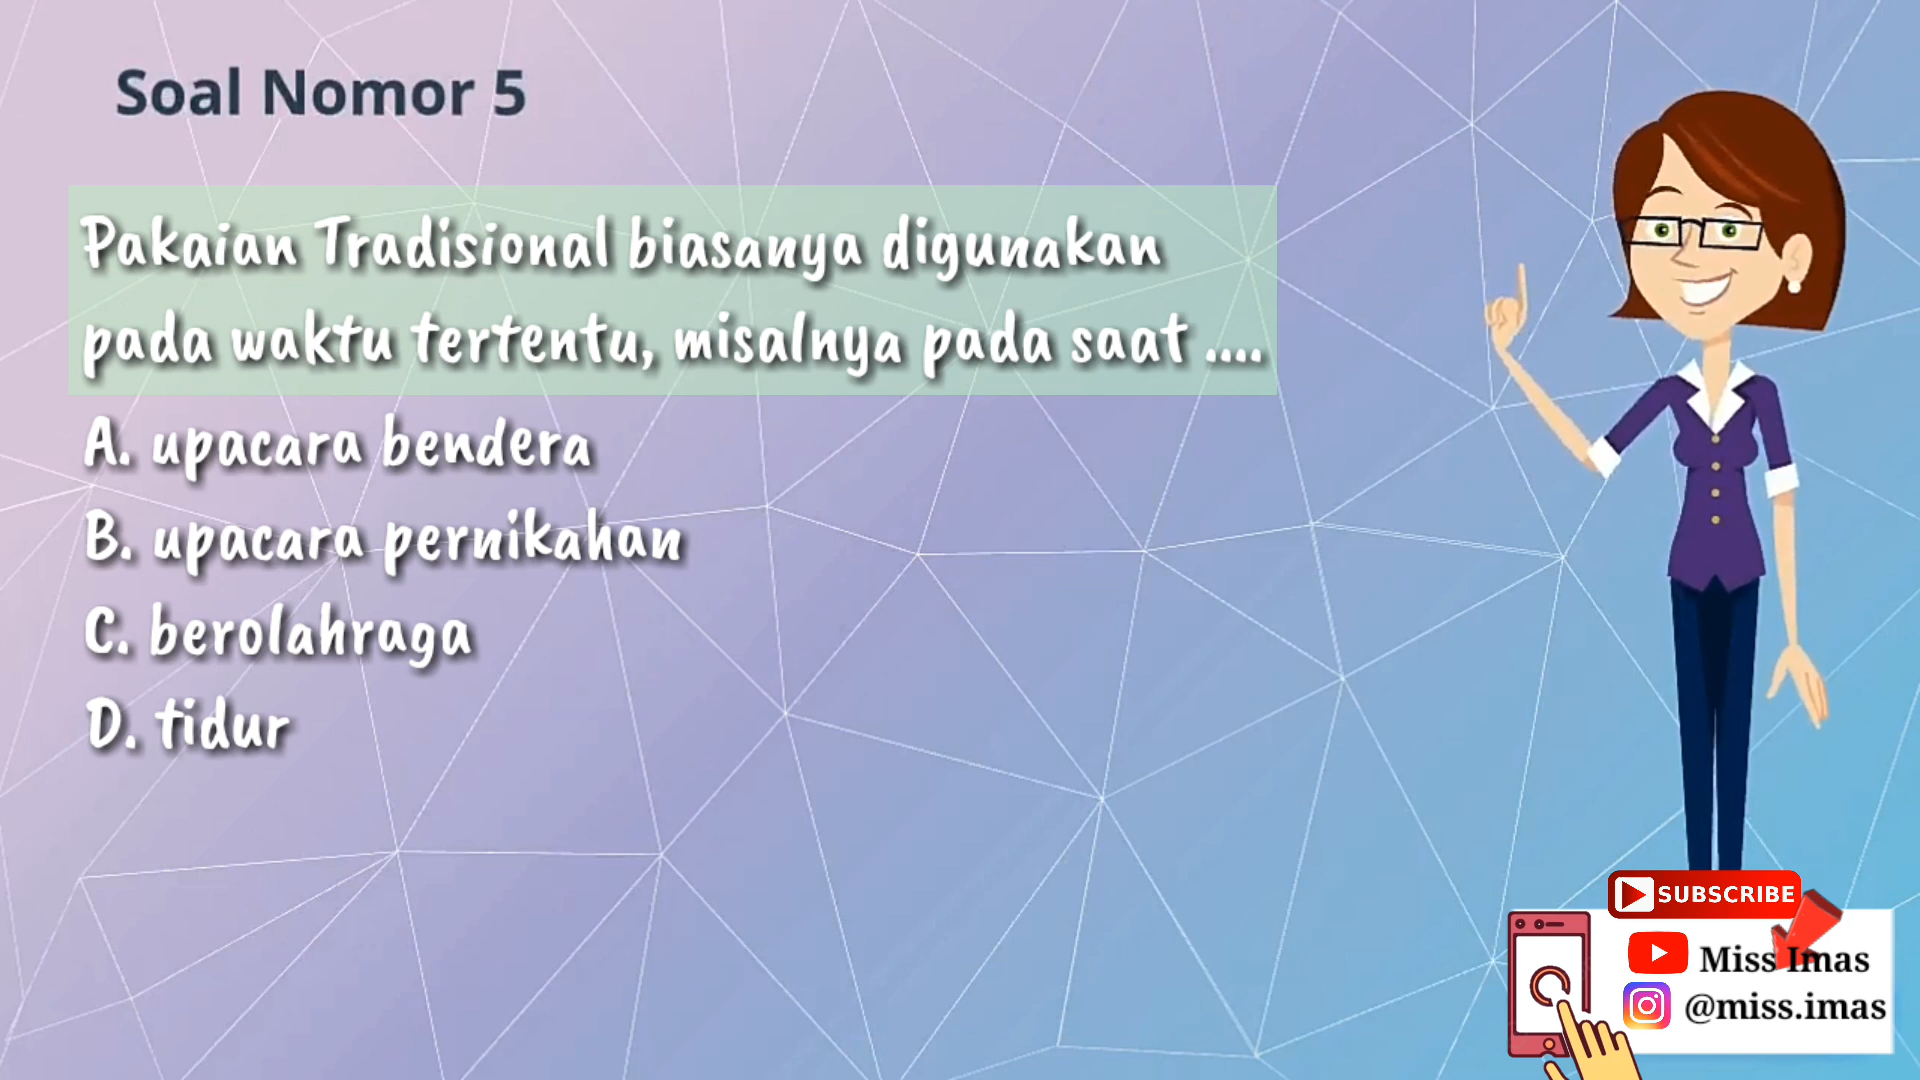 Soal Nomor 5
Pakaian Tradisional biasanya digunakan
pada waktu tertentu, misalnya pada saat ....
A. upacara bendera
B. upacara pernikahan
C. berolahraga
D. tidur
SUBSCRIBE
Miss Imas
@miss.imas